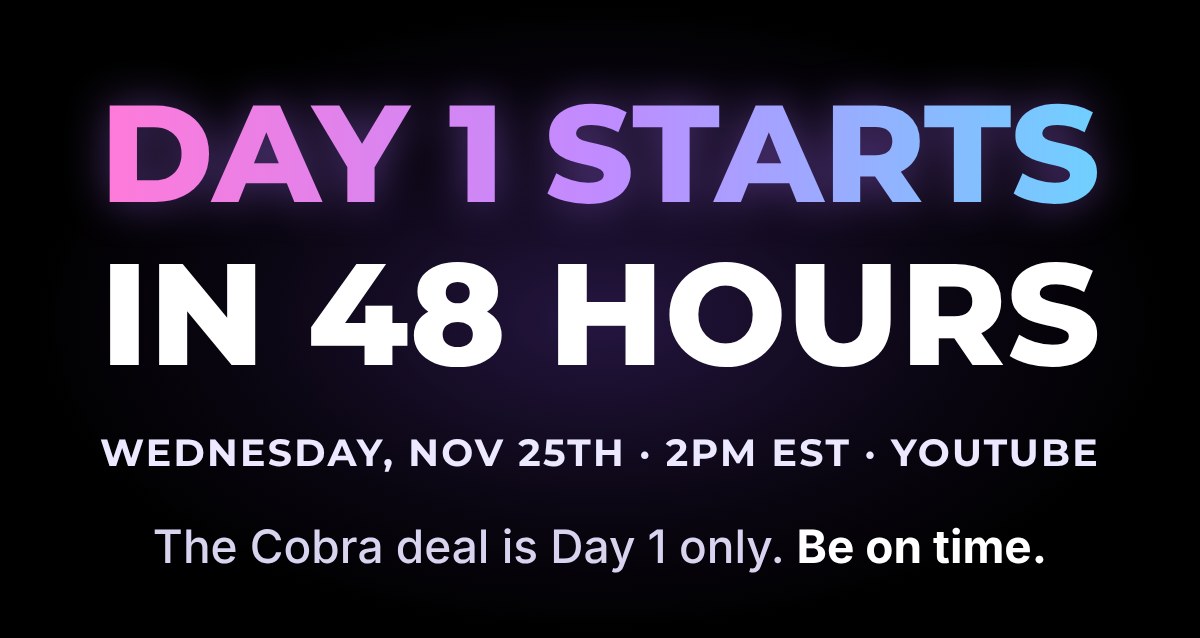 DAY 1 STARTS
IN 48 HOURS
WEDNESDAY, NOV 25TH · 2PM EST · YOUTUBE
The Cobra deal is Day 1 only. Be on time.